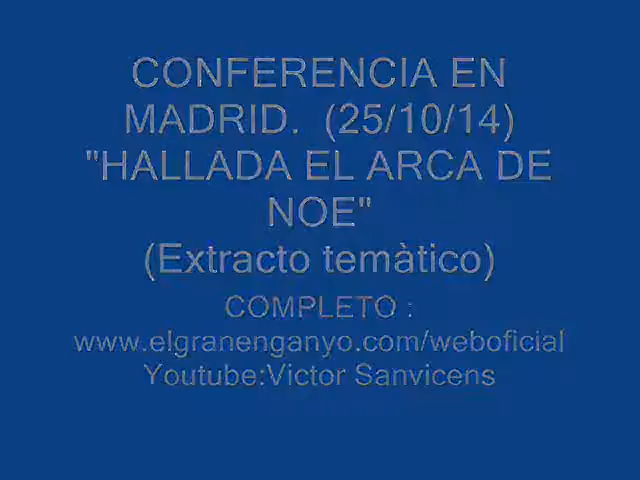 CONFERENCIA EN
MADRID.  (25/10/14)
"HALLADA EL ARCA DE
NOE"
(Extracto temàtico)
COMPLETO :
www.elgranenganyo.com/weboficial
Youtube:Victor Sanvicens